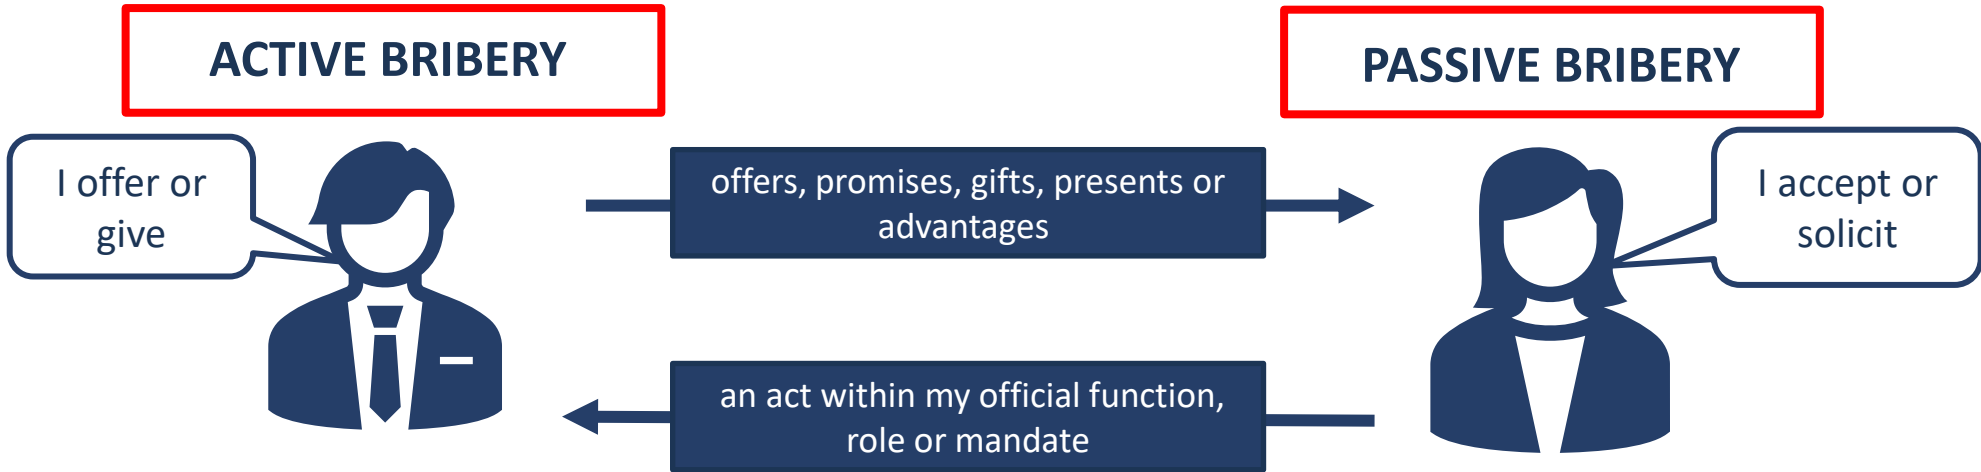 ACTIVE BRIBERY
PASSIVE BRIBERY
I offer or
give
offers, promises, gifts, presents or
advantages
I accept or
solicit
an act within my official function,
role or mandate